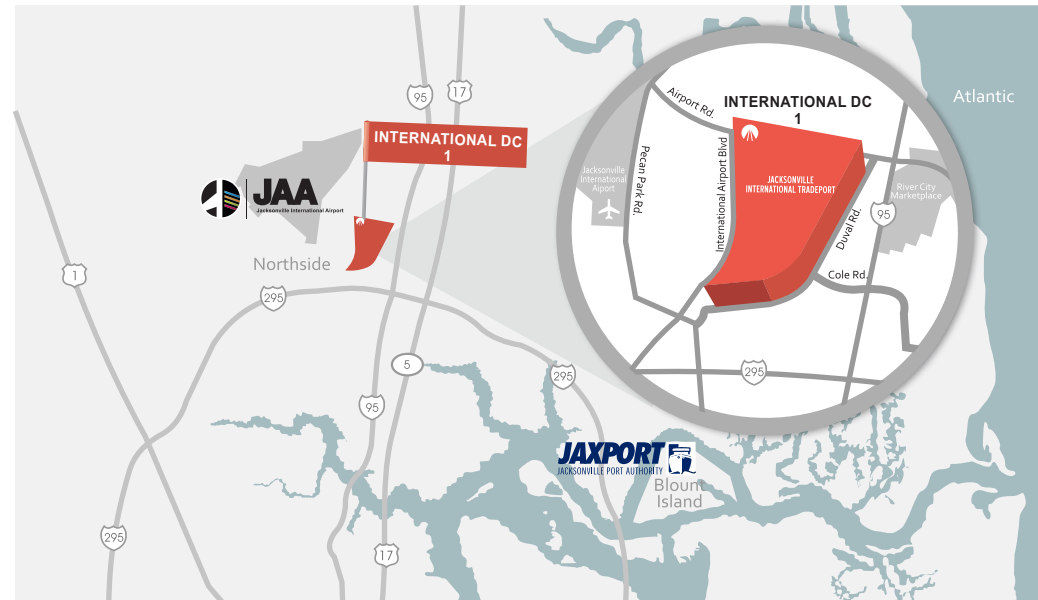 95
17
INTERNATIONAL DC
1
JAA
Jacksonville International Airport
Northside
1
295
5
295
95
295
17
JAXPORT
JACKSONVILLE PORT AUTHORITY
Blount
Island
Atlantic
Airport Rd.
INTERNATIONAL DC
1
Pecan Park Rd.
International Airport Blvd
Jacksonville
International
Aiport
JACKSONVILLE
INTERNATIONAL TRADEPORT
River City
Marketplace
95
Duval Rd.
Cole Rd.
295